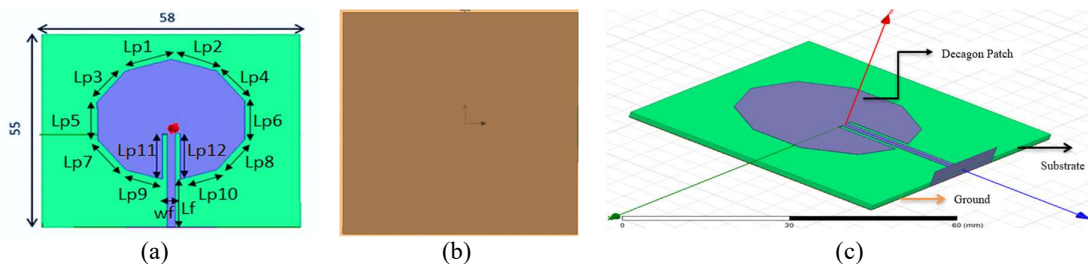 58
Lp1 Lp2
Lp3 Lp4
55
Lp5 Lp6
Lp11 Lp12
Lp7 Lp8
Lp9 Lp10
wf Lf
(a)
(b)
z
Decagon Patch
Substrate
Ground
0 30 60 (mm)
(c)